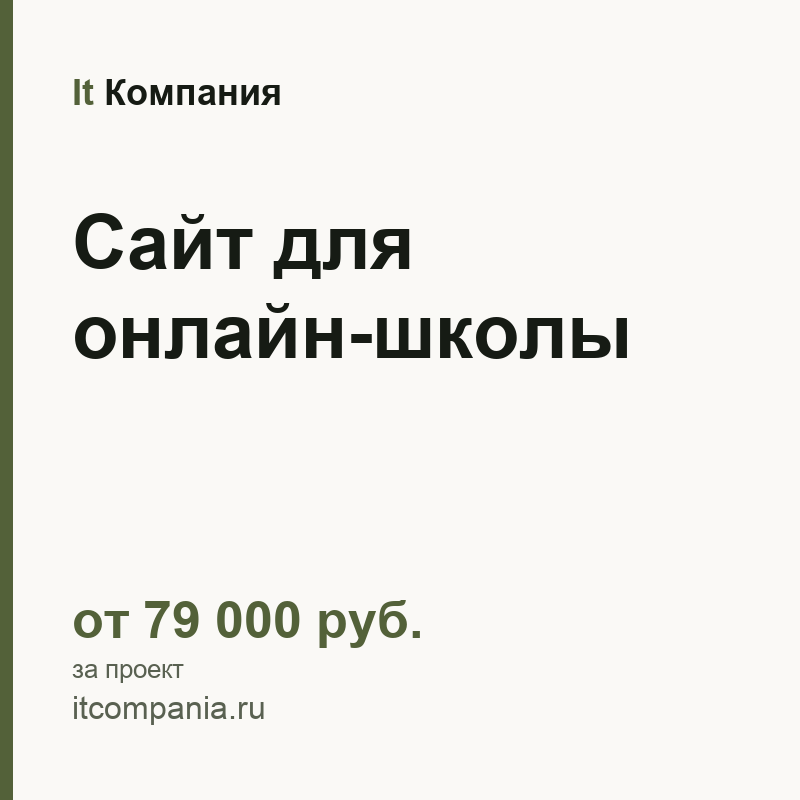 It Компания
Сайт для
онлайн-школы
от 79 000 руб.
за проект
itcompania.ru